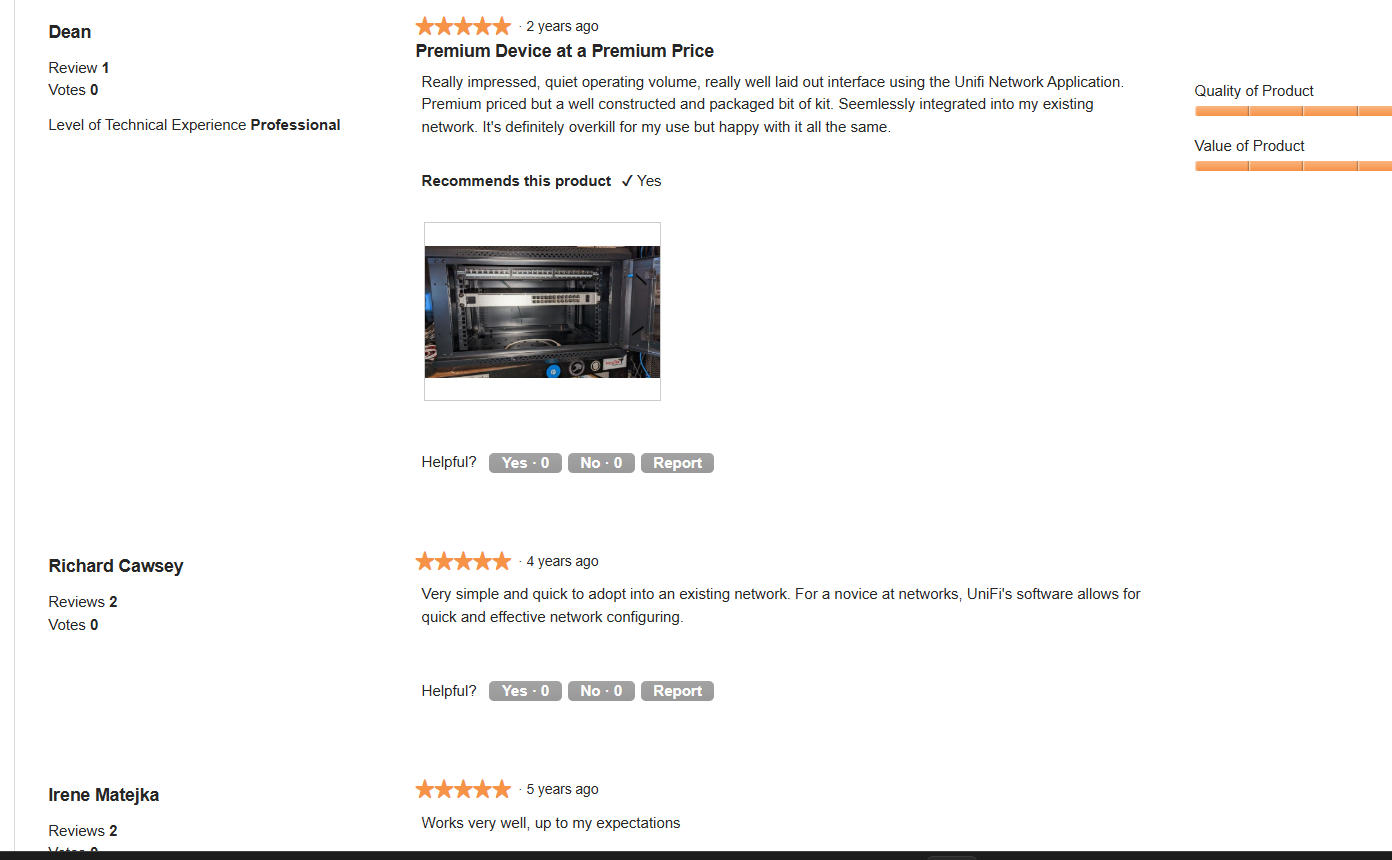 Dean
Review 1
Votes 0
Level of Technical Experience Professional
★★★★★ · 2 years ago
Premium Device at a Premium Price
Really impressed, quiet operating volume, really well laid out interface using the Unifi Network Application.
Premium priced but a well constructed and packaged bit of kit. Seemlessly integrated into my existing
network. It's definitely overkill for my use but happy with it all the same.
Recommends this product ✔ Yes
Helpful? Yes · 0 No · 0 Report
Quality of Product
Value of Product
Richard Cawsey
Reviews 2
Votes 0
★★★★★ · 4 years ago
Very simple and quick to adopt into an existing network. For a novice at networks, UniFi's software allows for
quick and effective network configuring.
Helpful? Yes · 0 No · 0 Report
Irene Matejka
Reviews 2
Votes 0
★★★★★ · 5 years ago
Works very well, up to my expectations